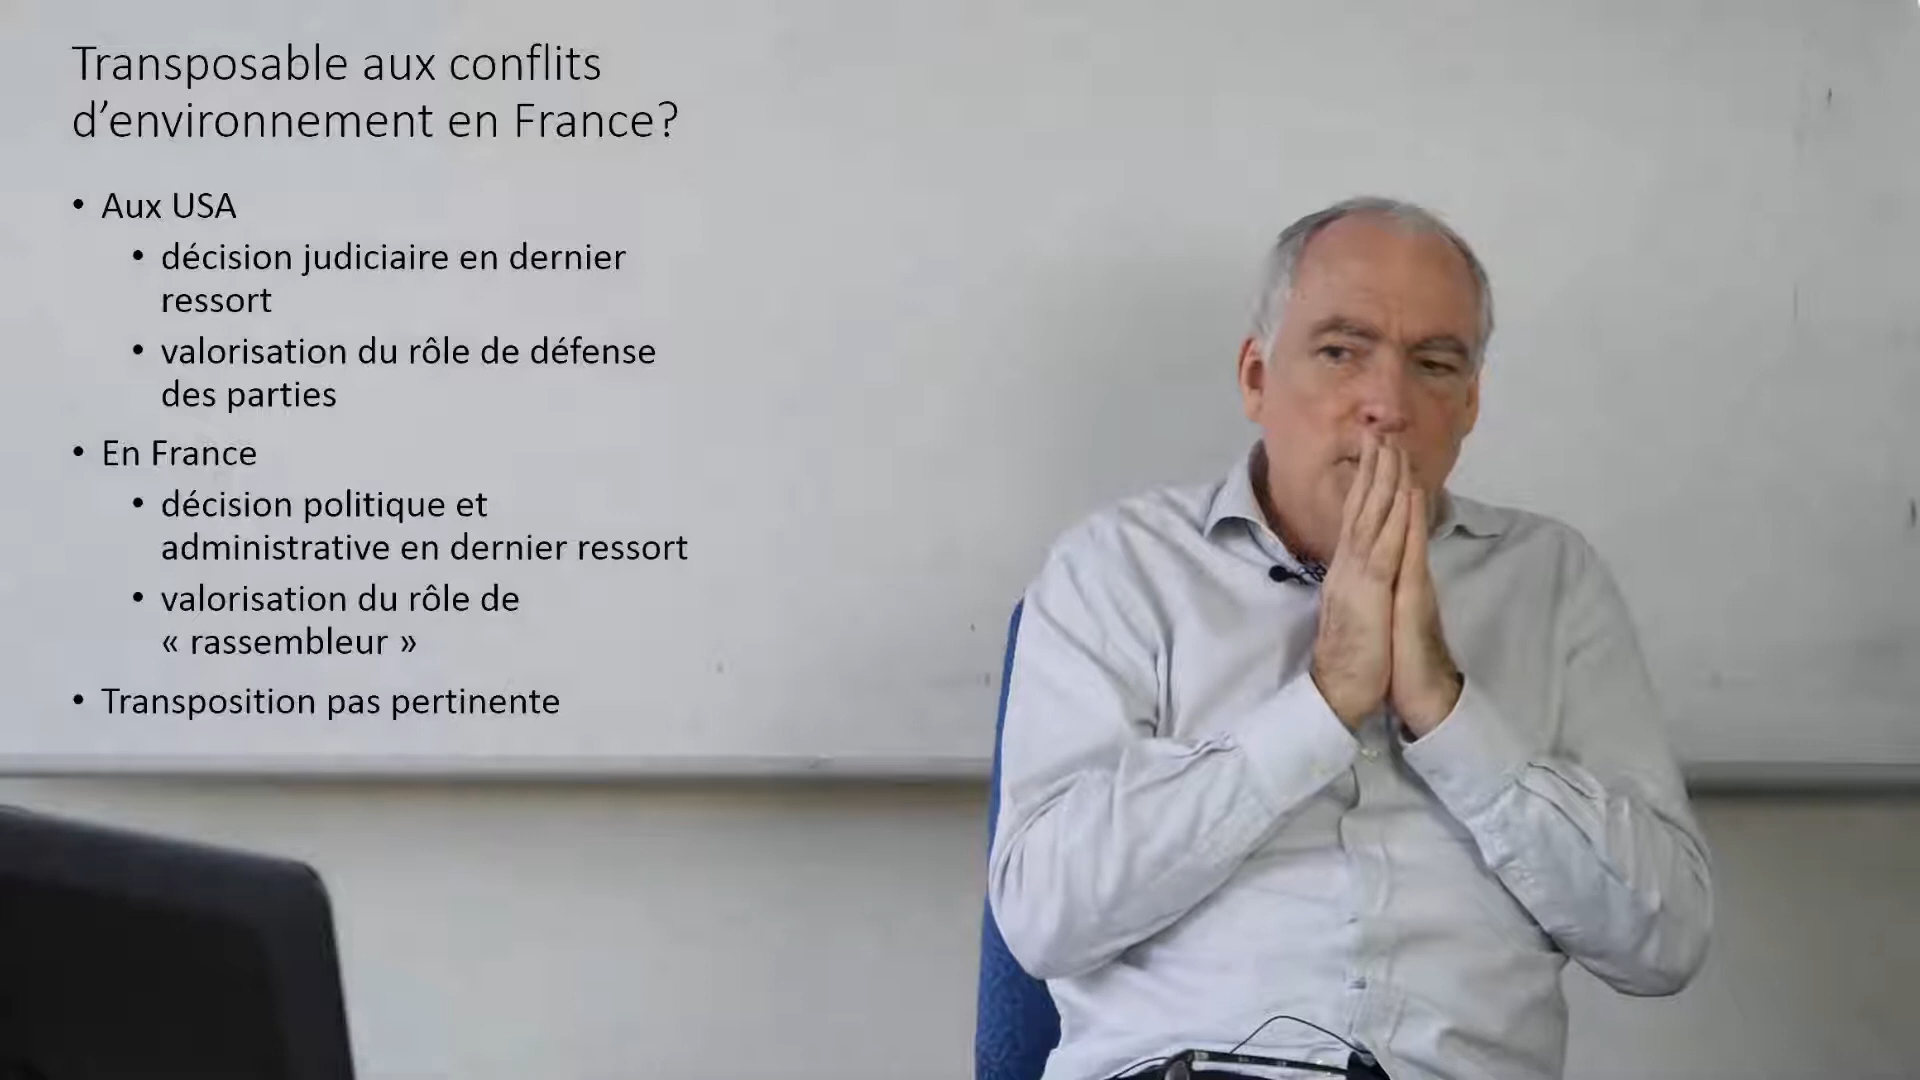 Transposable aux conflits
d’environnement en France?
• Aux USA
• décision judiciaire en dernier
ressort
• valorisation du rôle de défense
des parties
• En France
• décision politique et
administrative en dernier ressort
• valorisation du rôle de
« rassembleur »
• Transposition pas pertinente